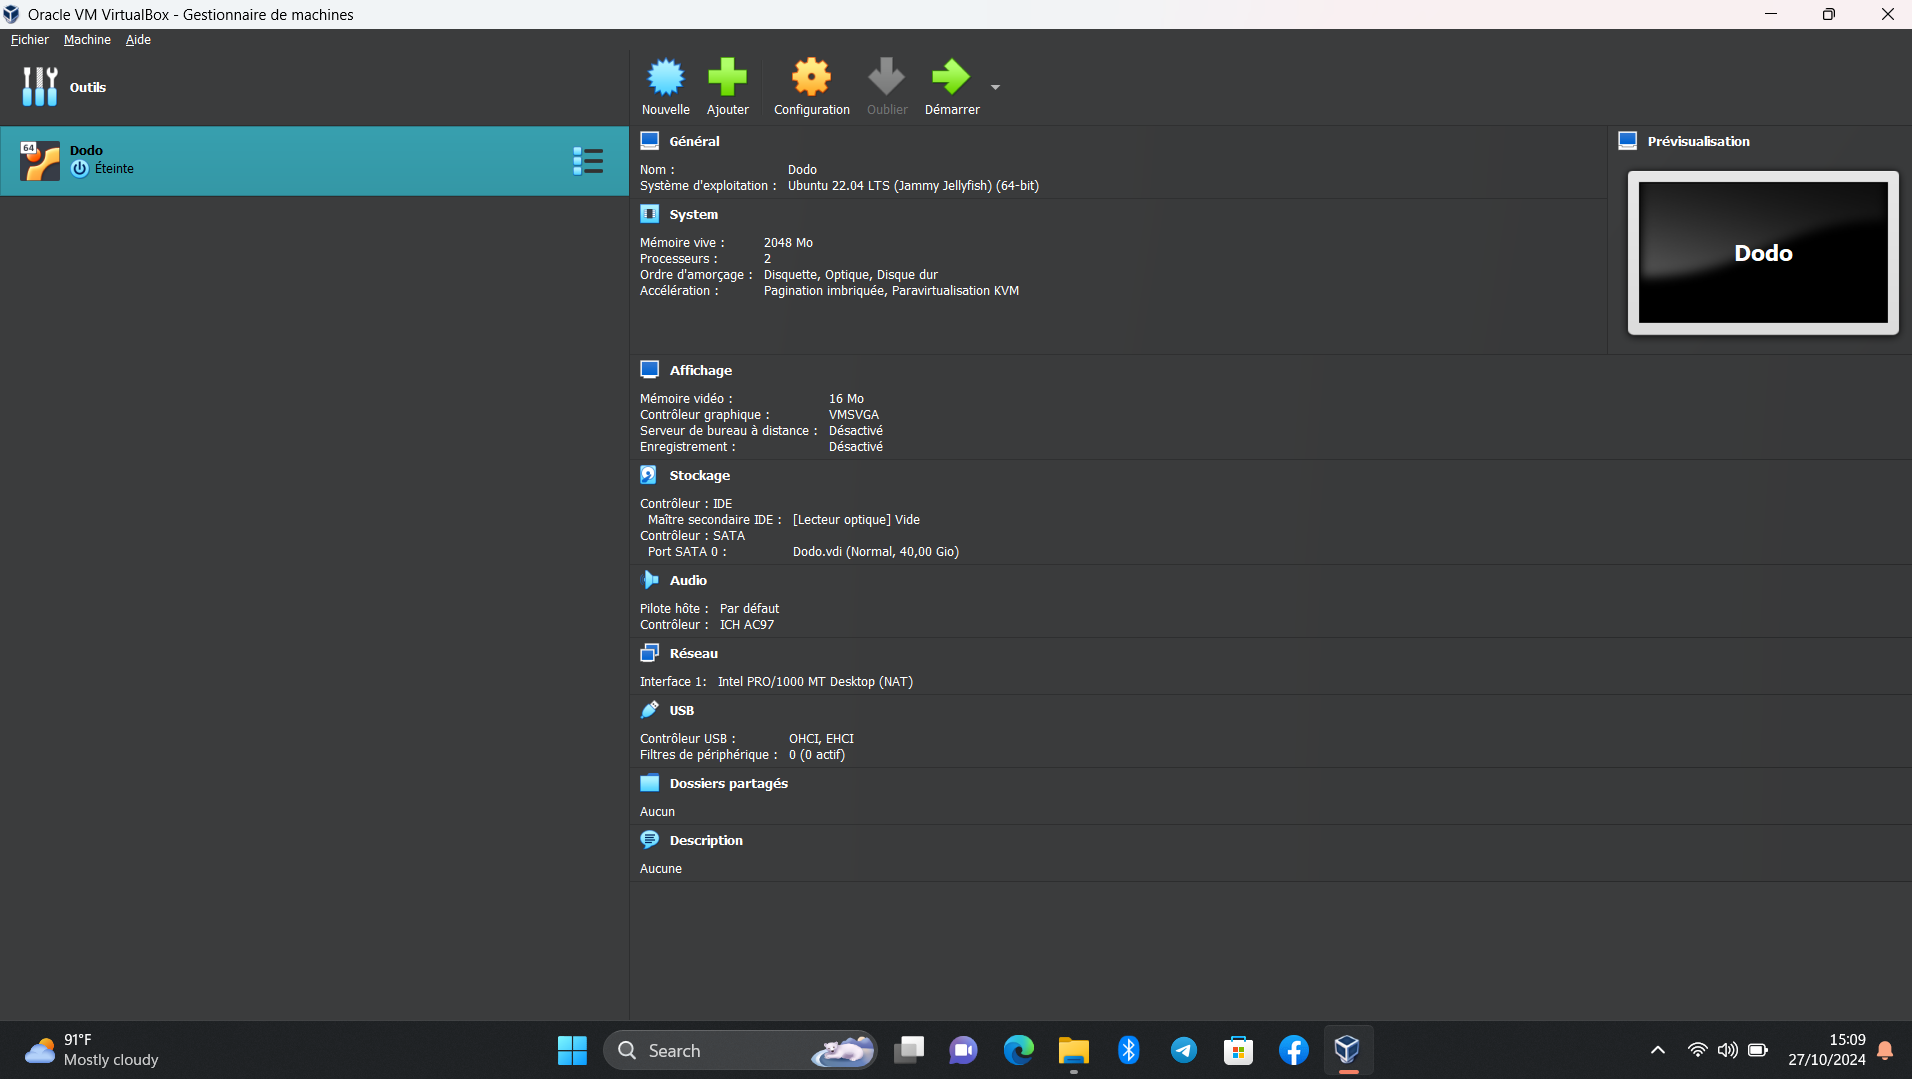 Oracle VM VirtualBox - Gestionnaire de machines
Fichier Machine Aide
Outils
Nouvelle Ajouter Configuration Oublier Démarrer
64
Dodo
Éteinte
Général
Nom : Dodo
Système d'exploitation : Ubuntu 22.04 LTS (Jammy Jellyfish) (64-bit)
System
Mémoire vive : 2048 Mo
Processeurs : 2
Ordre d'amorçage : Disquette, Optique, Disque dur
Accélération : Pagination imbriquée, Paravirtualisation KVM
Prévisualisation
Dodo
Affichage
Mémoire vidéo : 16 Mo
Contrôleur graphique : VMSVGA
Serveur de bureau à distance : Désactivé
Enregistrement : Désactivé
Stockage
Contrôleur : IDE
Maître secondaire IDE : [Lecteur optique] Vide
Contrôleur : SATA
Port SATA 0 : Dodo.vdi (Normal, 40,00 Gio)
Audio
Pilote hôte : Par défaut
Contrôleur : ICH AC97
Réseau
Interface 1: Intel PRO/1000 MT Desktop (NAT)
USB
Contrôleur USB : OHCI, EHCI
Filtres de périphérique : 0 (0 actif)
Dossiers partagés
Aucun
Description
Aucune
91°F
Mostly cloudy
Search
15:09
27/10/2024